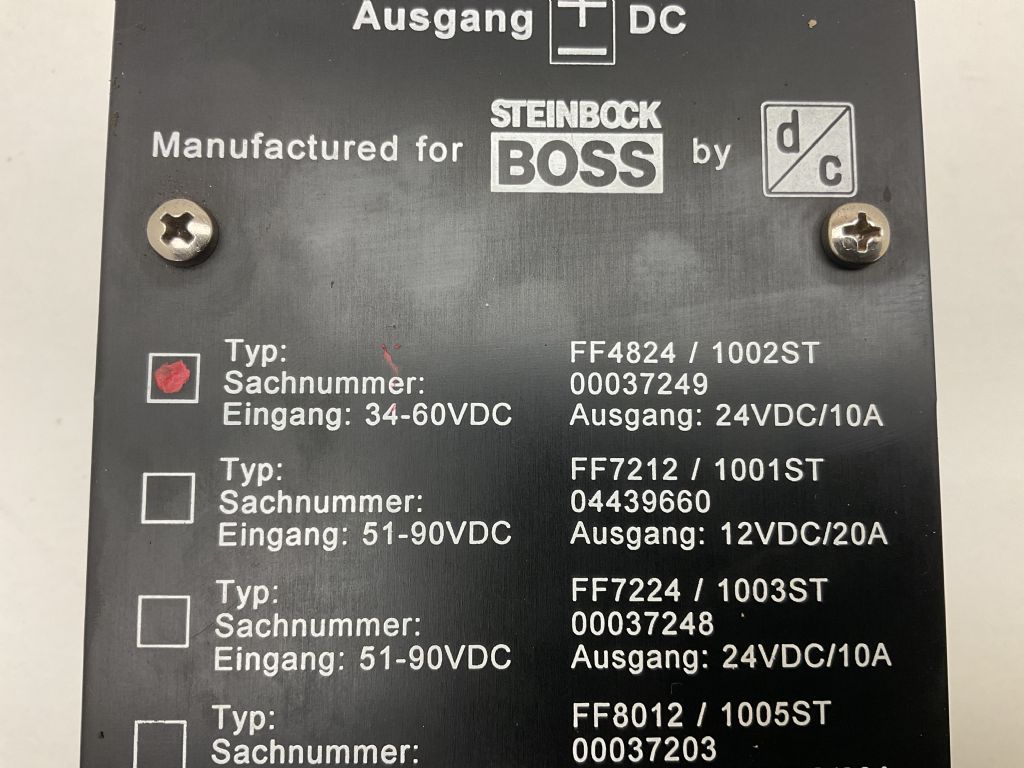 Ausgang + DC
Manufactured for STEINBOCK BOSS by d/c
Typ: FF4824 / 1002ST
Sachnummer: 00037249
Eingang: 34-60VDC Ausgang: 24VDC/10A
Typ: FF7212 / 1001ST
Sachnummer: 04439660
Eingang: 51-90VDC Ausgang: 12VDC/20A
Typ: FF7224 / 1003ST
Sachnummer: 00037248
Eingang: 51-90VDC Ausgang: 24VDC/10A
Typ: FF8012 / 1005ST
Sachnummer: 00037203